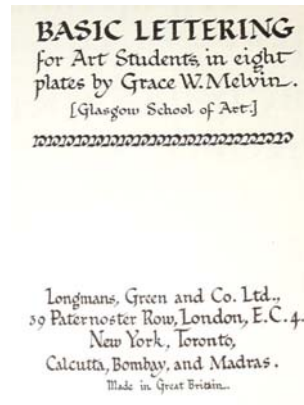 BASIC LETTERING
for Art Students, in eight
plates by Grace W. Melvin.
[Glasgow School of Art.]
Longmans, Green and Co. Ltd.,
39 Paternoster Row, London, E.C.4.
New York, Toronto,
Calcutta, Bombay, and Madras.
Made in Great Britain.